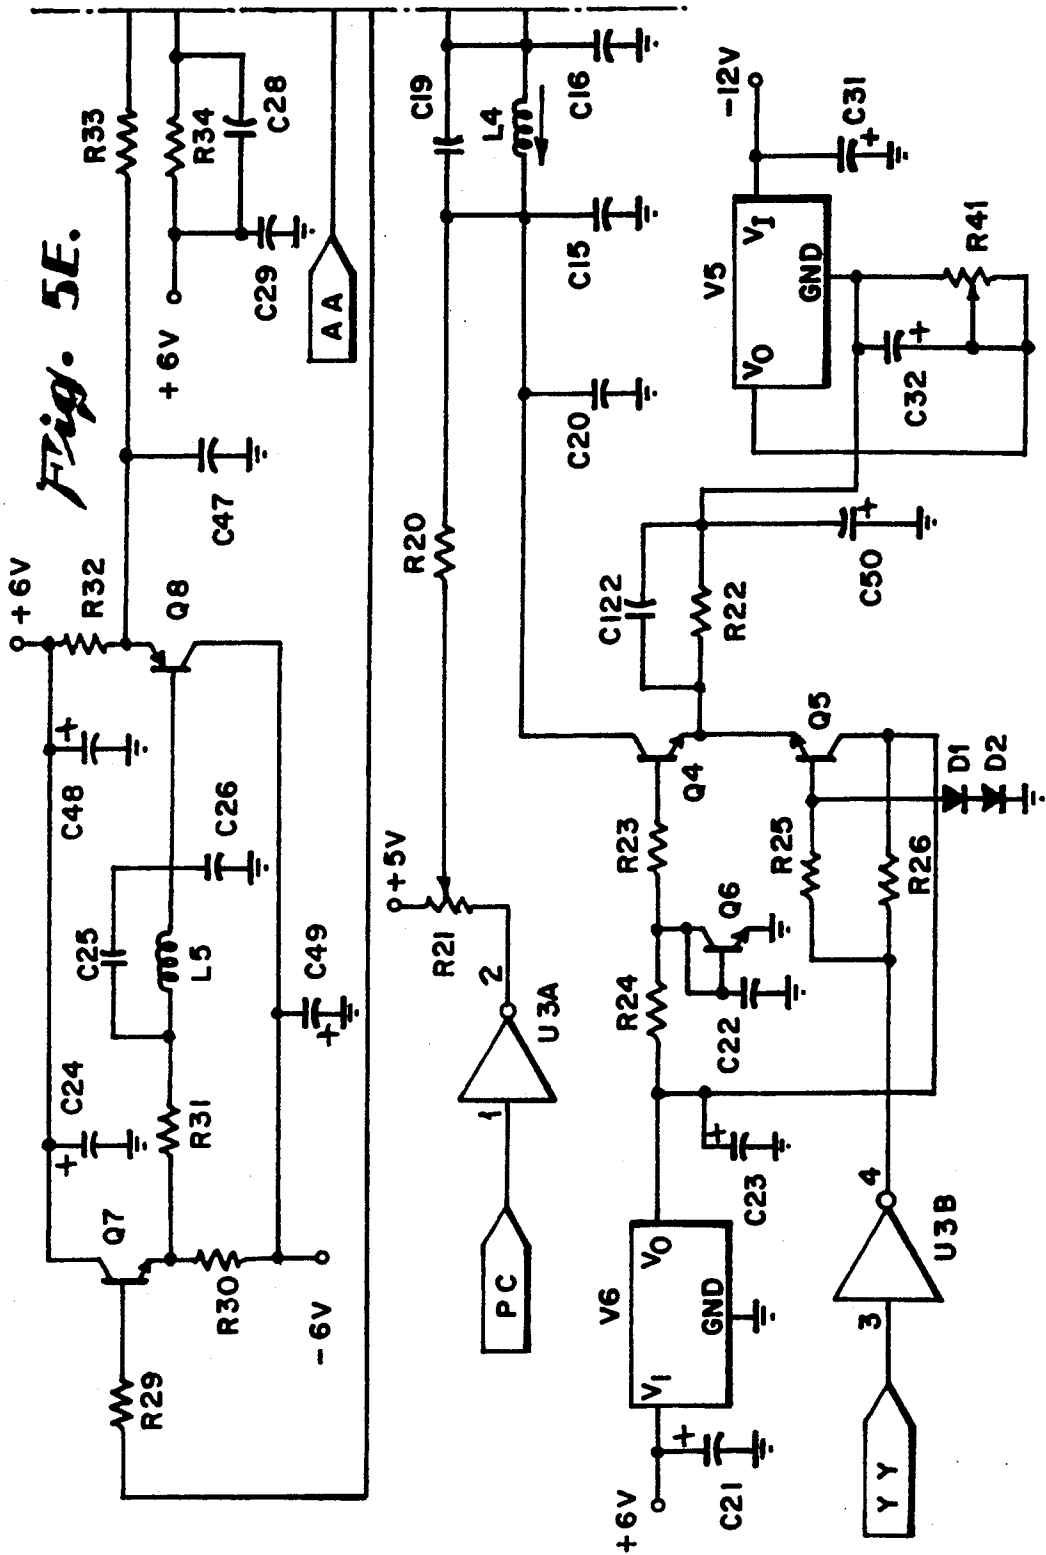 Fig. 5E.
+6V
R32
Q8
C48
C26
C25
L5
C49
C24
R31
Q7
R30
-6V
R29
C47
R33
R34
C28
C29
+6V
AA
C19
L4
C16
C15
C20
R20
+5V
R21
2
U3A
1
PC
-12V
C31
V5
VI
GND
VO
R41
C32
C50
C122
R22
Q4
Q5
D1
D2
R23
R25
R26
Q6
R24
C22
C23
V6
VO
GND
VI
+6V
C21
4
U3B
3
YY
+
+
+
+
+
+
+
+